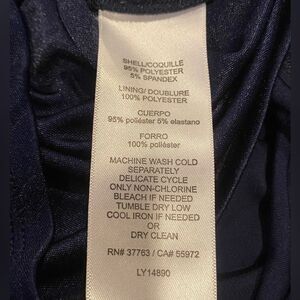 SHELL/COQUILLE
95% POLYESTER
5% SPANDEX
LINING/ DOUBLURE
100% POLYESTER
CUERPO
95% poliéster 5% elastano
FORRO
100% poliéster
MACHINE WASH COLD
SEPARATELY
DELICATE CYCLE
ONLY NON-CHLORINE
BLEACH IF NEEDED
TUMBLE DRY LOW
COOL IRON IF NEEDED
OR
DRY CLEAN
RN# 37763 / CA# 55972
LY14890